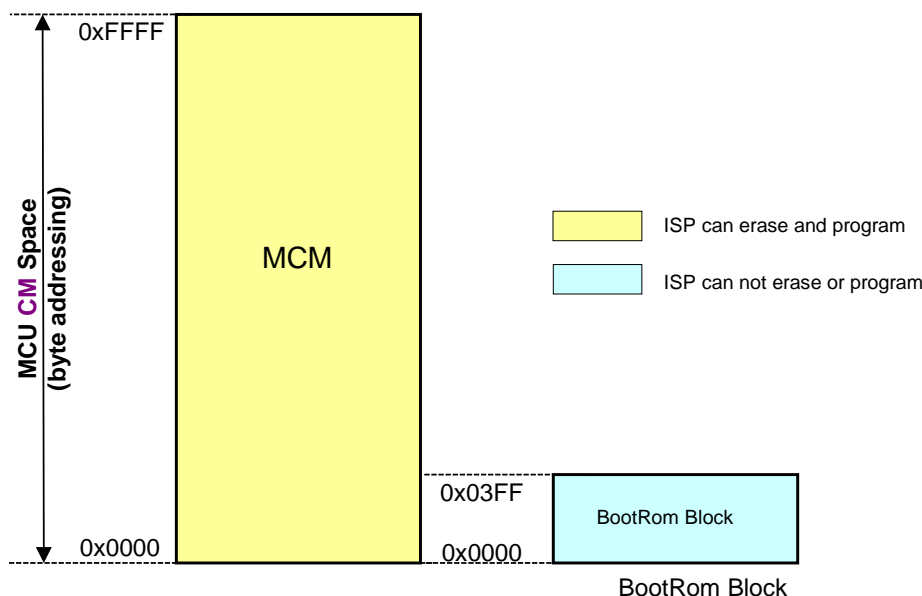 0xFFFF
MCU CM Space
(byte addressing)
MCM
ISP can erase and program
ISP can not erase or program
0x03FF
BootRom Block
0x0000
0x0000
BootRom Block